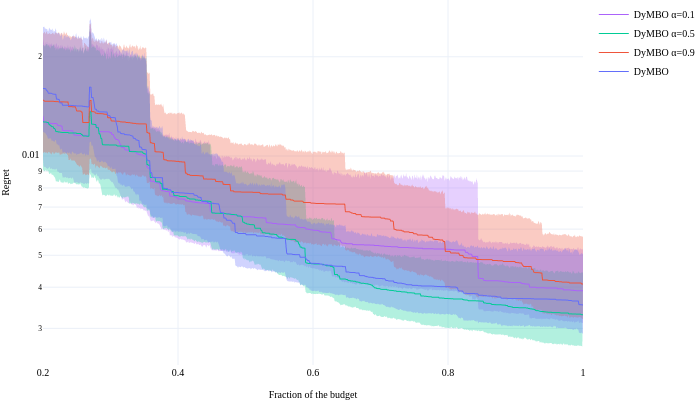 DyMBO α=0.1
DyMBO α=0.5
DyMBO α=0.9
DyMBO
2
0.01
9
8
7
6
5
4
3
Regret
0.2 0.4 0.6 0.8 1
Fraction of the budget